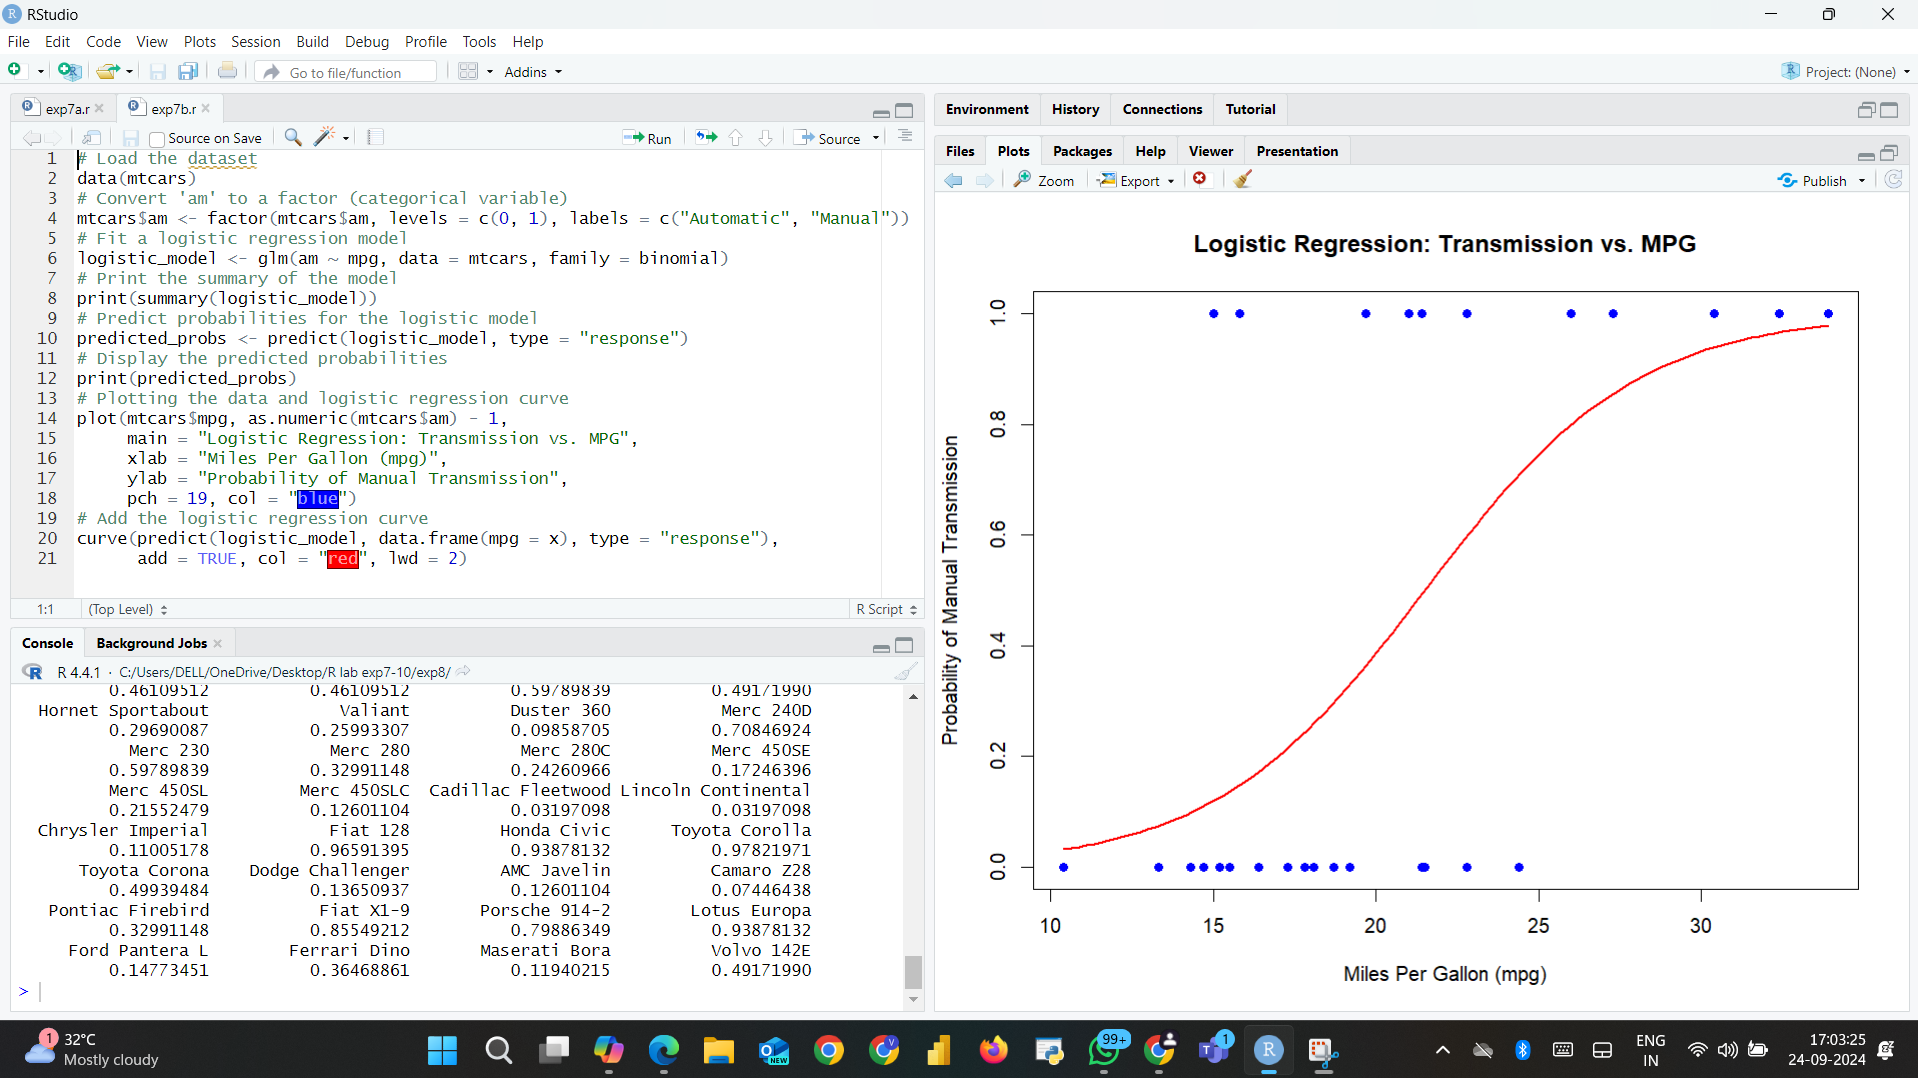 RStudio
File Edit Code View Plots Session Build Debug Profile Tools Help
Go to file/function Addins Project: (None)
exp7a.r exp7b.r
Source on Save Run Source
1 # Load the dataset
2 data(mtcars)
3 # Convert 'am' to a factor (categorical variable)
4 mtcars$am <- factor(mtcars$am, levels = c(0, 1), labels = c("Automatic", "Manual"))
5 # Fit a logistic regression model
6 logistic_model <- glm(am ~ mpg, data = mtcars, family = binomial)
7 # Print the summary of the model
8 print(summary(logistic_model))
9 # Predict probabilities for the logistic model
10 predicted_probs <- predict(logistic_model, type = "response")
11 # Display the predicted probabilities
12 print(predicted_probs)
13 # Plotting the data and logistic regression curve
14 plot(mtcars$mpg, as.numeric(mtcars$am) - 1,
15 main = "Logistic Regression: Transmission vs. MPG",
16 xlab = "Miles Per Gallon (mpg)",
17 ylab = "Probability of Manual Transmission",
18 pch = 19, col = "blue")
19 # Add the logistic regression curve
20 curve(predict(logistic_model, data.frame(mpg = x), type = "response"),
21 add = TRUE, col = "red", lwd = 2)
1:1 (Top Level) R Script
Console Background Jobs
R 4.4.1 · C:/Users/DELL/OneDrive/Desktop/R lab exp7-10/exp8/
0.46109512 0.46109512 0.59789839 0.49171990
Hornet Sportabout Valiant Duster 360 Merc 240D
0.29690087 0.25993307 0.09858705 0.70846924
Merc 230 Merc 280 Merc 280C Merc 450SE
0.59789839 0.32991148 0.24260966 0.17246396
Merc 450SL Merc 450SLC Cadillac Fleetwood Lincoln Continental
0.21552479 0.12601104 0.03197098 0.03197098
Chrysler Imperial Fiat 128 Honda Civic Toyota Corolla
0.11005178 0.96591395 0.93878132 0.97821971
Toyota Corona Dodge Challenger AMC Javelin Camaro Z28
0.49939484 0.13650937 0.12601104 0.07446438
Pontiac Firebird Fiat X1-9 Porsche 914-2 Lotus Europa
0.32991148 0.85549212 0.79886349 0.93878132
Ford Pantera L Ferrari Dino Maserati Bora Volvo 142E
0.14773451 0.36468861 0.11940215 0.49171990
>
Environment History Connections Tutorial
Files Plots Packages Help Viewer Presentation
Zoom Export Publish
Logistic Regression: Transmission vs. MPG
Probability of Manual Transmission
1.0
0.8
0.6
0.4
0.2
0.0
10 15 20 25 30
Miles Per Gallon (mpg)
1 32°C
Mostly cloudy
NEW
V
99+
1
R
ENG
IN
17:03:25
24-09-2024